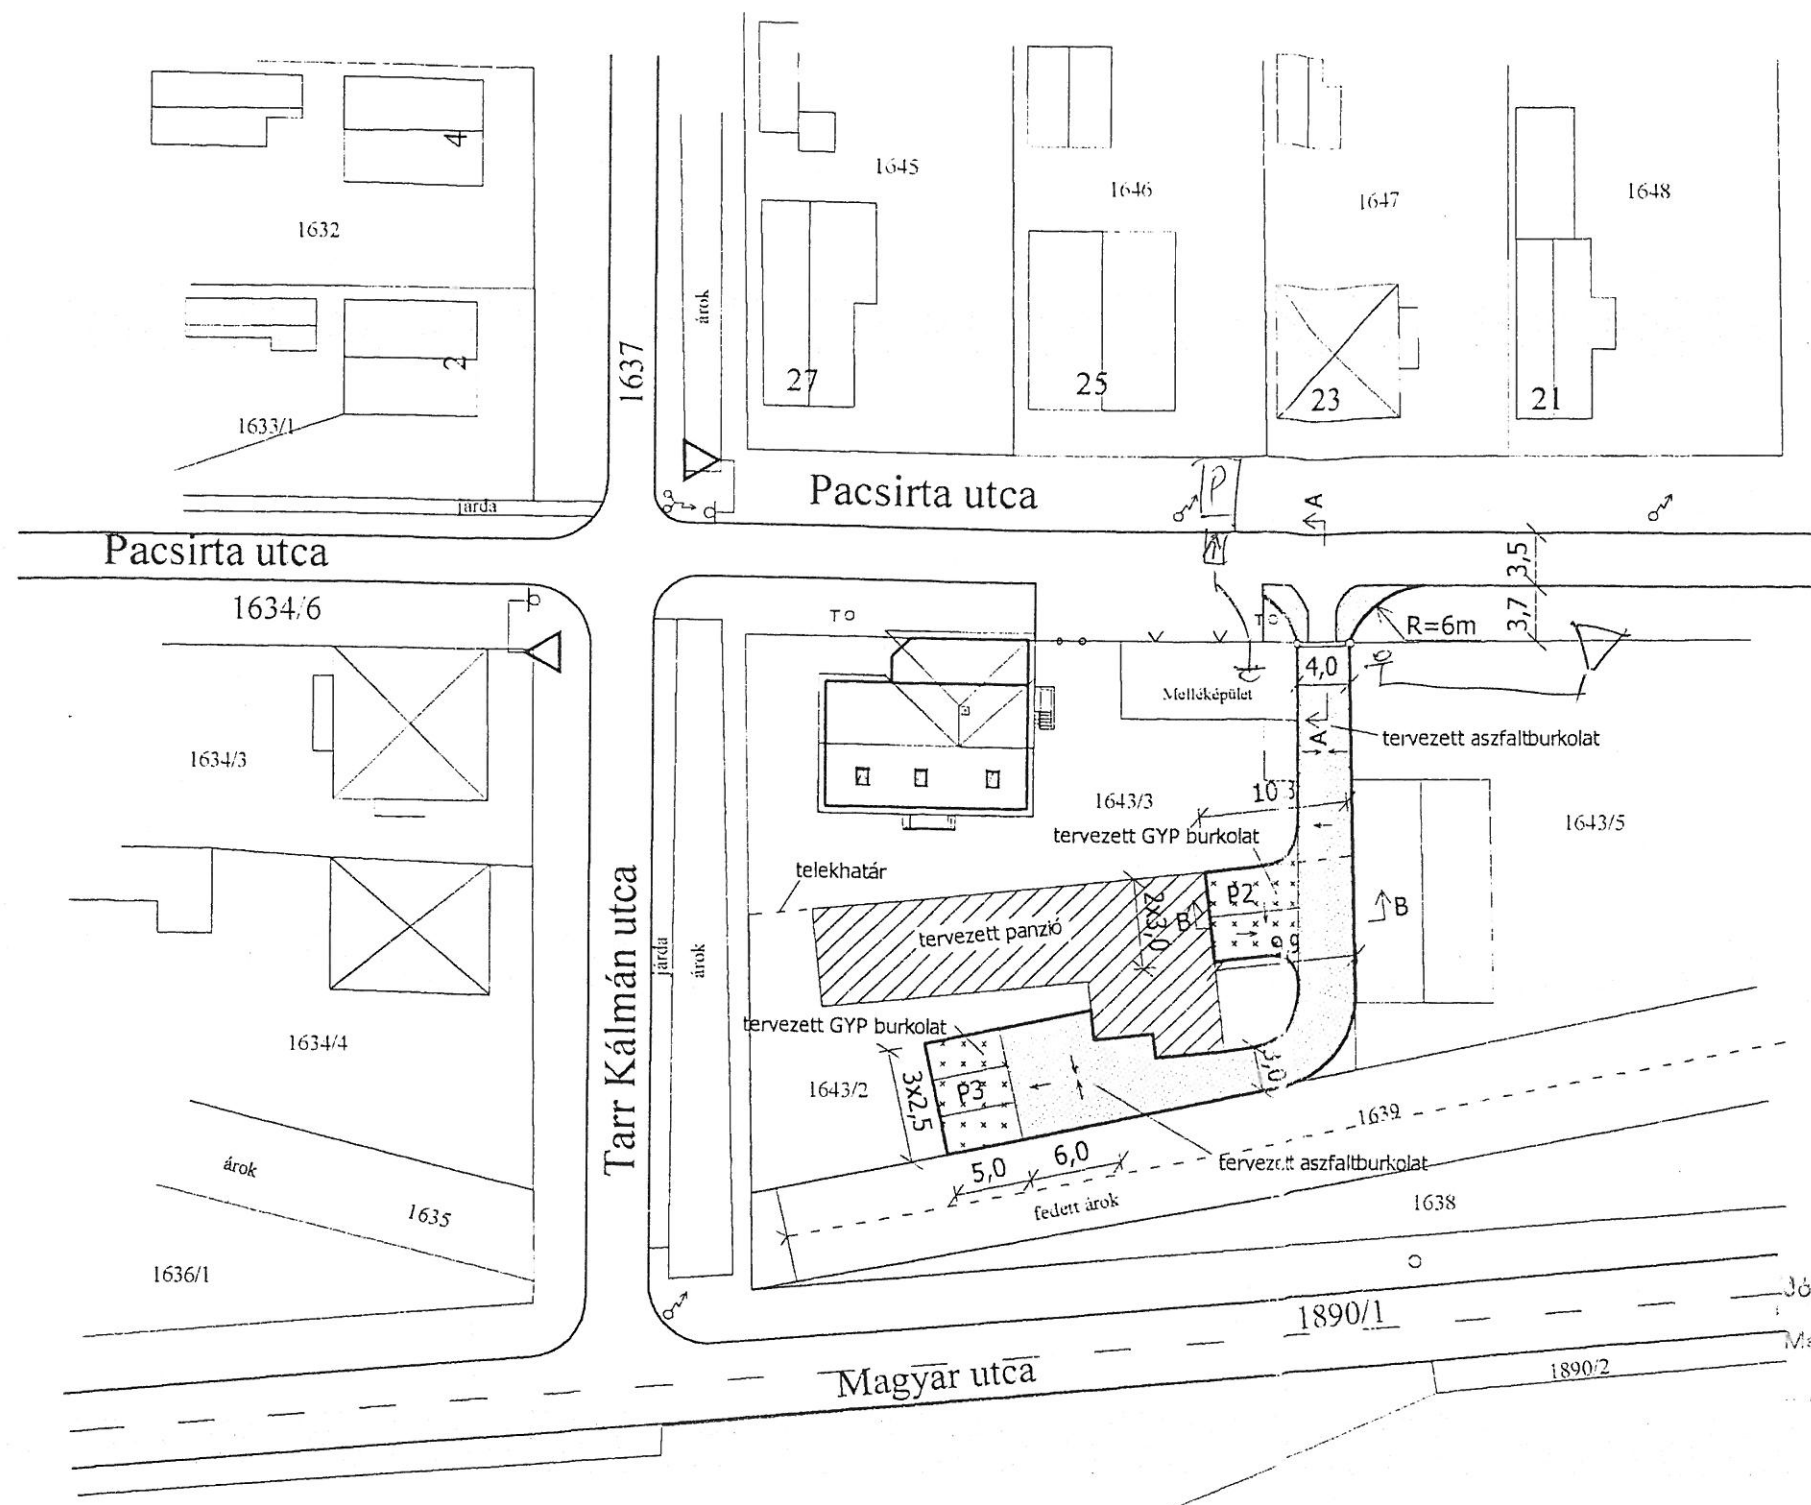 4
1632
2
1633/1
járda
Pacsirta utca
1634/6
1637
árok
1645
1646
1647
1648
27
25
23
21
Pacsirta utca
P
A
3,5
3,7
R=6m
T
T
4,0
Melléképület
A
tervezett aszfaltburkolat
1634/3
1643/3
10
1643/5
tervezett GYP burkolat
telekhatár
P2
2x3,0
B
B
tervezett panzió
Tarr Kálmán utca
járda
árok
1634/4
tervezett GYP burkolat
1643/2
3x2,5
P3
3,0
1639
5,0
6,0
tervezett aszfaltburkolat
fedett árok
1638
árok
1635
1636/1
1890/1
Magyar utca
1890/2